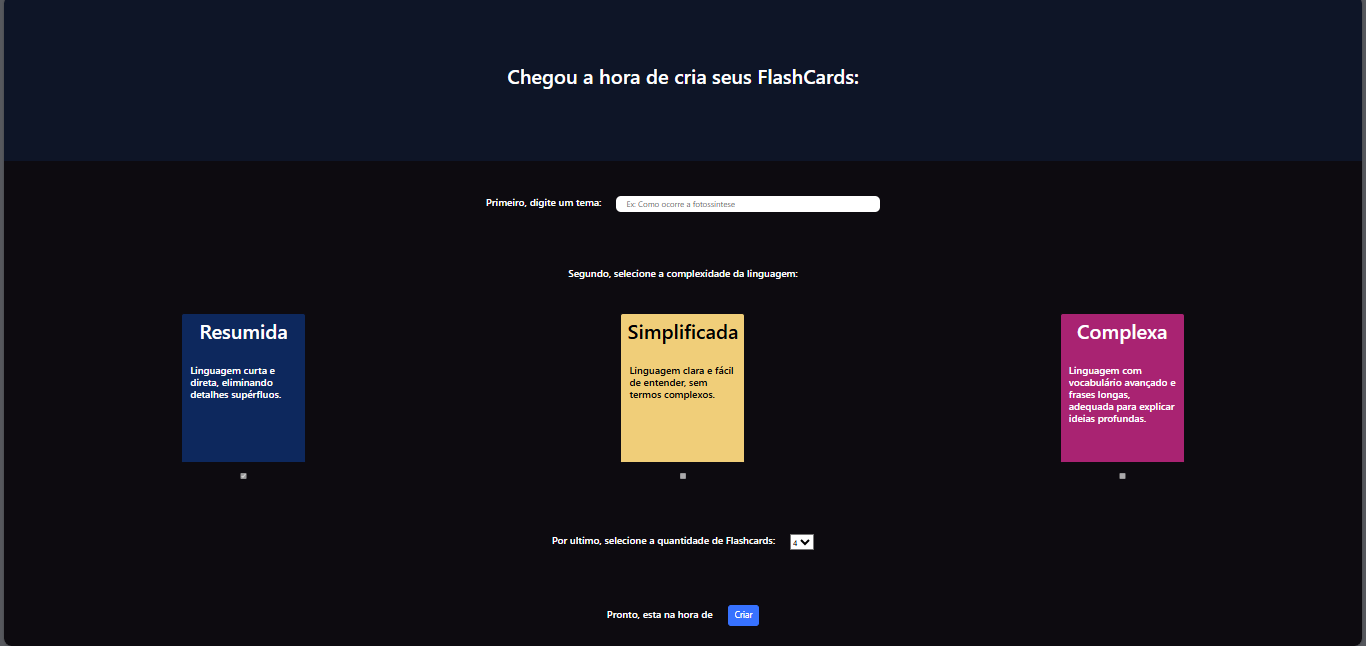 Chegou a hora de cria seus FlashCards:
Primeiro, digite um tema:
Ex: Como ocorre a fotossíntese
Segundo, selecione a complexidade da linguagem:
Resumida
Linguagem curta e
direta, eliminando
detalhes supérfluos.
Simplificada
Linguagem clara e fácil
de entender, sem
termos complexos.
Complexa
Linguagem com
vocabulário avançado e
frases longas,
adequada para explicar
ideias profundas.
Por ultimo, selecione a quantidade de Flashcards:
4
Pronto, esta na hora de
Criar